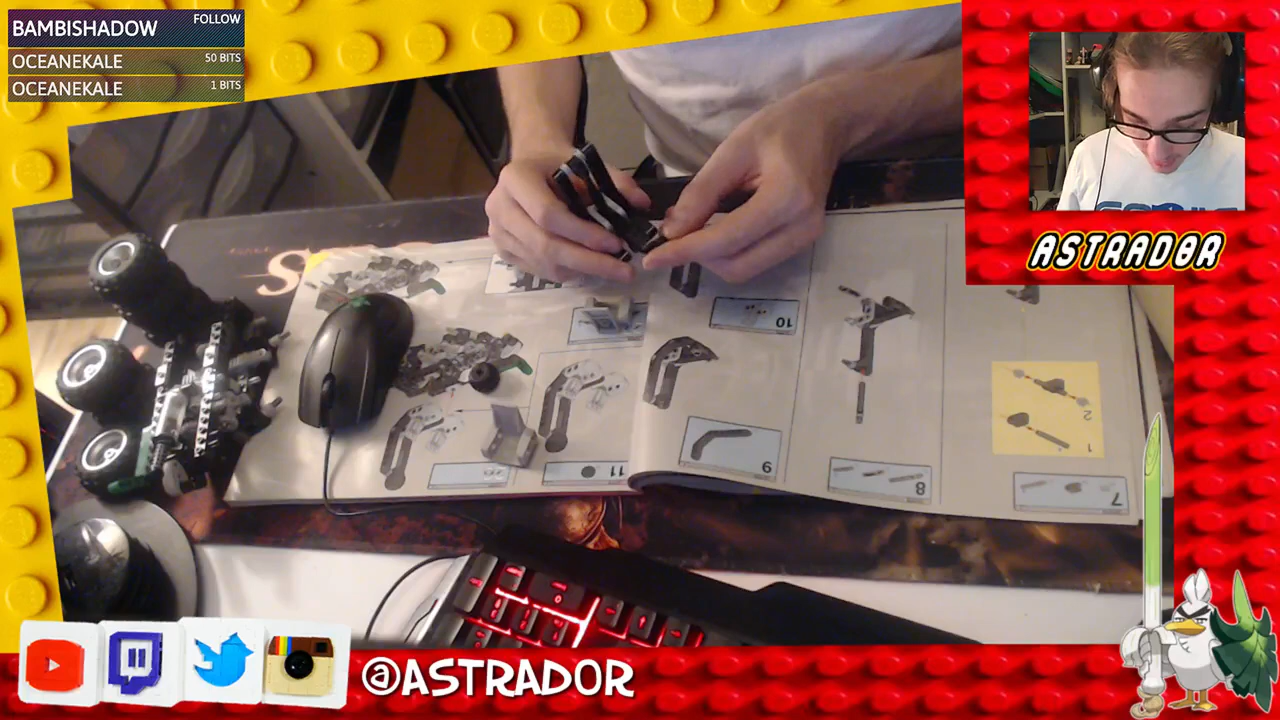 BAMBISHADOW FOLLOW
OCEANEKALE 50 BITS
OCEANEKALE 1 BITS
ASTRADOR
10
2
1
11
9
8
7
@ASTRADOR